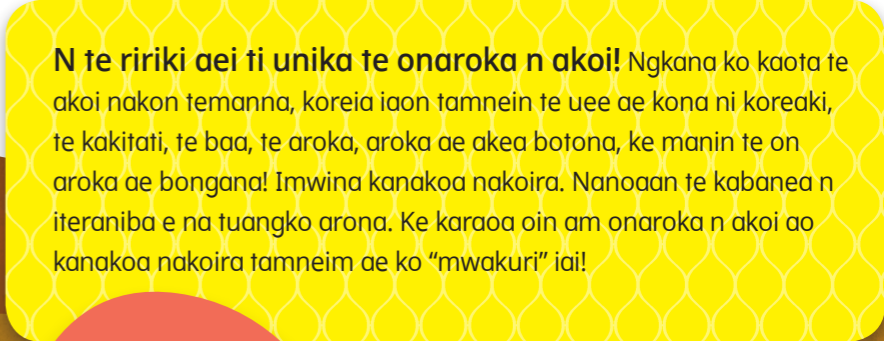 N te ririki aei ti unika te onaroka n akoi! Ngkana ko kaota te
akoi nakon temanna, koreia iaon tamnein te uee ae kona ni koreaki,
te kakitati, te baa, te aroka, aroka ae akea botona, ke manin te on
aroka ae bongana! Imwina kanakoa nakoira. Nanoaan te kabanea n
iteraniba e na tuangko arona. Ke karaoa oin am onaroka n akoi ao
kanakoa nakoira tamneim ae ko “mwakuri” iai!